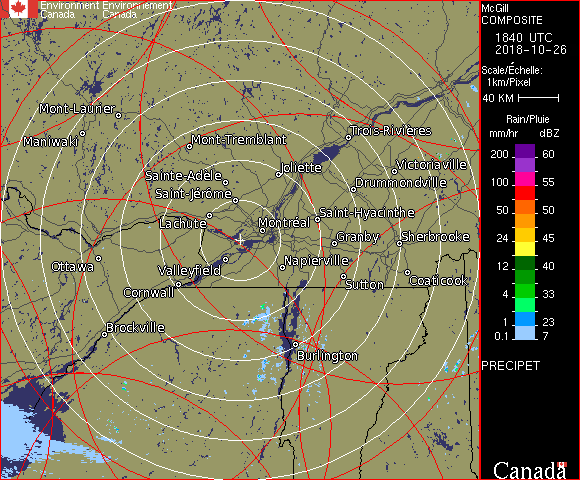 Environment Environnement
Canada Canada
McGill
COMPOSITE
1840 UTC
2018-10-26
Scale/Échelle:
1km/Pixel
40 KM
Rain/Pluie
mm/hr dBZ
200 60
150 57
100 55
50 50
24 45
12 40
4 33
1 23
0.1 7
PRECIPET
Canada
Mont-Laurier
Maniwaki
Mont-Tremblant
Trois-Rivières
Joliette
Victoriaville
Sainte-Adèle
Drummondville
Saint-Jérôme
Lachute
Saint-Hyacinthe
Montréal
Granby
Sherbrooke
Ottawa
Valleyfield
Napierville
Cornwall
Sutton
Coaticook
Brockville
Burlington